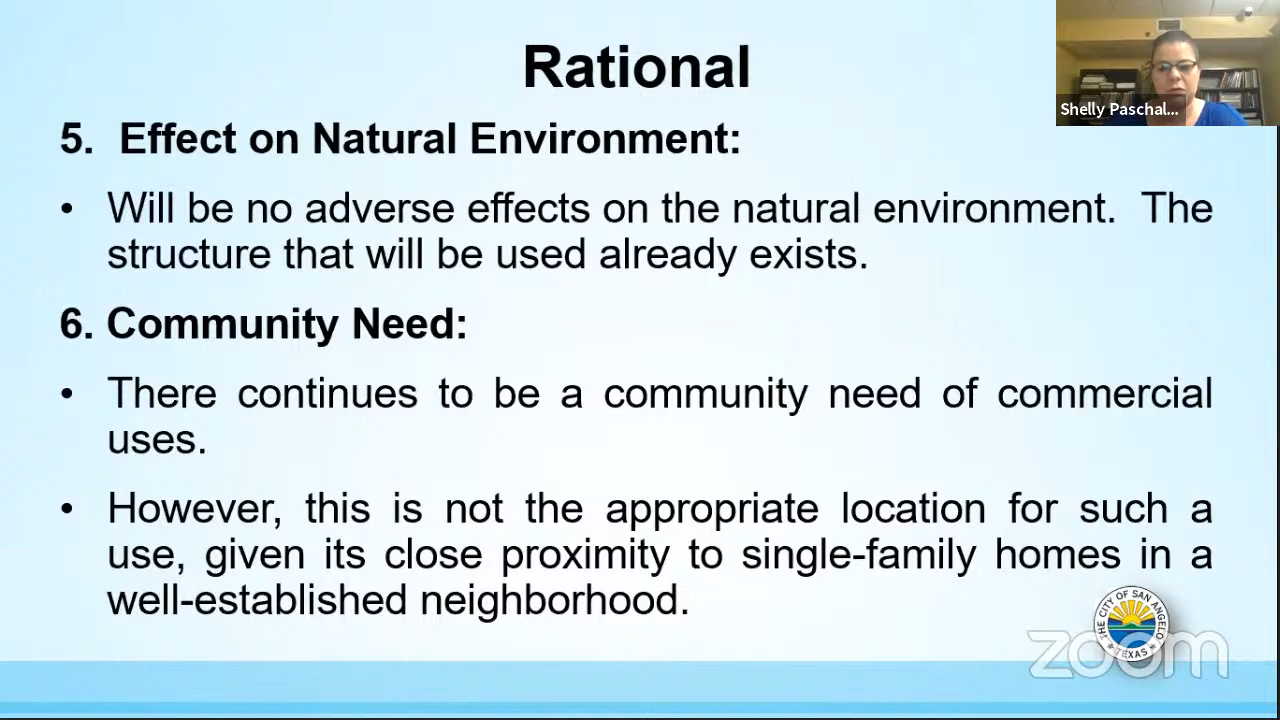 Rational
Shelly Paschal...
5. Effect on Natural Environment:
• Will be no adverse effects on the natural environment. The
structure that will be used already exists.
6. Community Need:
• There continues to be a community need of commercial
uses.
• However, this is not the appropriate location for such a
use, given its close proximity to single-family homes in a
well-established neighborhood.
THE CITY OF SAN ANGELO
TEXAS
zoom